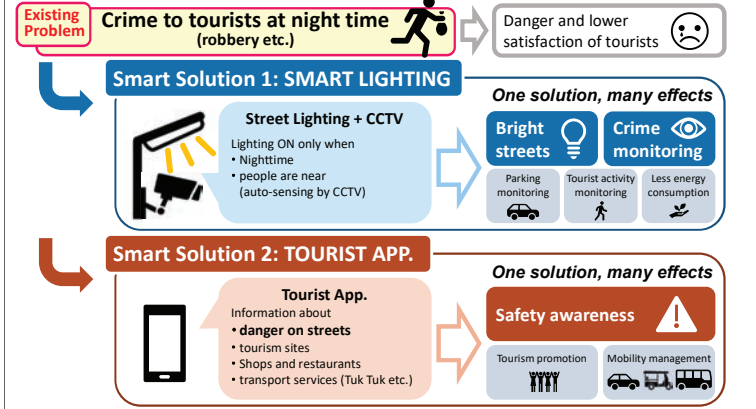 Existing
Problem
Crime to tourists at night time
(robbery etc.)
Danger and lower
satisfaction of tourists
Smart Solution 1: SMART LIGHTING
One solution, many effects
Street Lighting + CCTV
Lighting ON only when
• Nighttime
• people are near
(auto-sensing by CCTV)
Bright
streets
Crime
monitoring
Parking
monitoring
Tourist activity
monitoring
Less energy
consumption
Smart Solution 2: TOURIST APP.
One solution, many effects
Tourist App.
Information about
• danger on streets
• tourism sites
• Shops and restaurants
• transport services (Tuk Tuk etc.)
Safety awareness
Tourism promotion
Mobility management